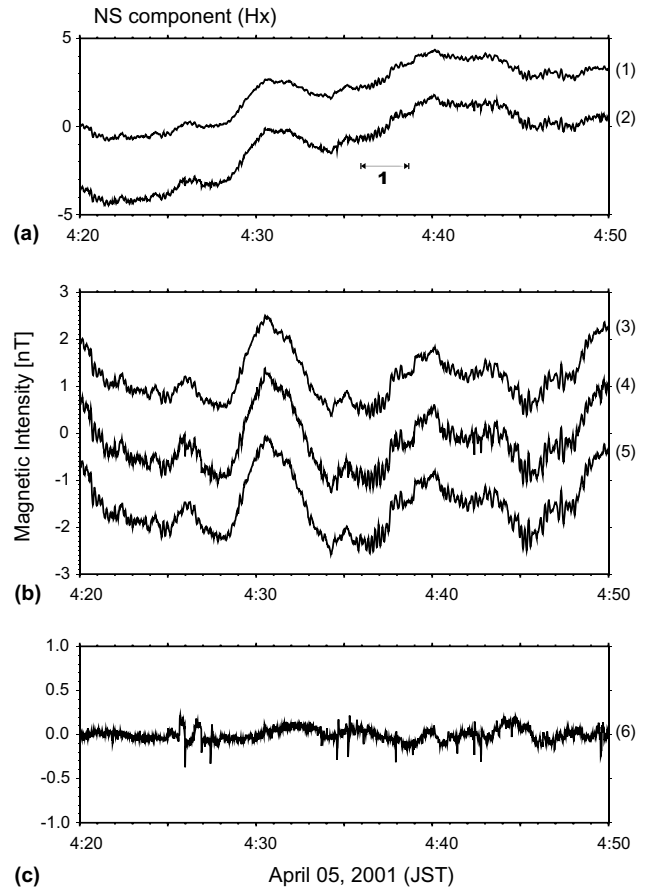 NS component (Hx)
5
0
-5
(1)
(2)
1
(a)
4:20 4:30 4:40 4:50
3
2
1
0
-1
-2
-3
Magnetic Intensity [nT]
(3)
(4)
(5)
(b)
4:20 4:30 4:40 4:50
1.0
0.5
0.0
-0.5
-1.0
(6)
4:20 4:30 4:40 4:50
(c)
April 05, 2001 (JST)